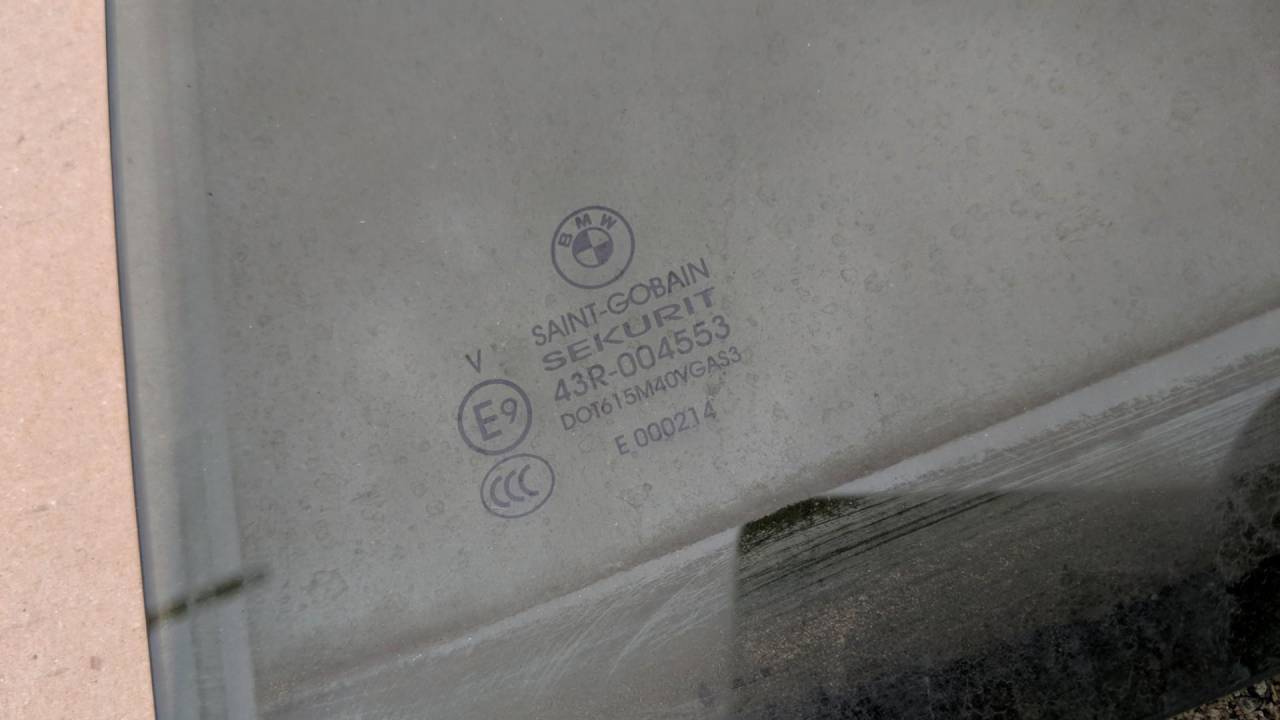 BMW
SAINT-GOBAIN
SEKURIT
V
43R-004553
E9
DOT615M40VGAS3
E 000214
CCC